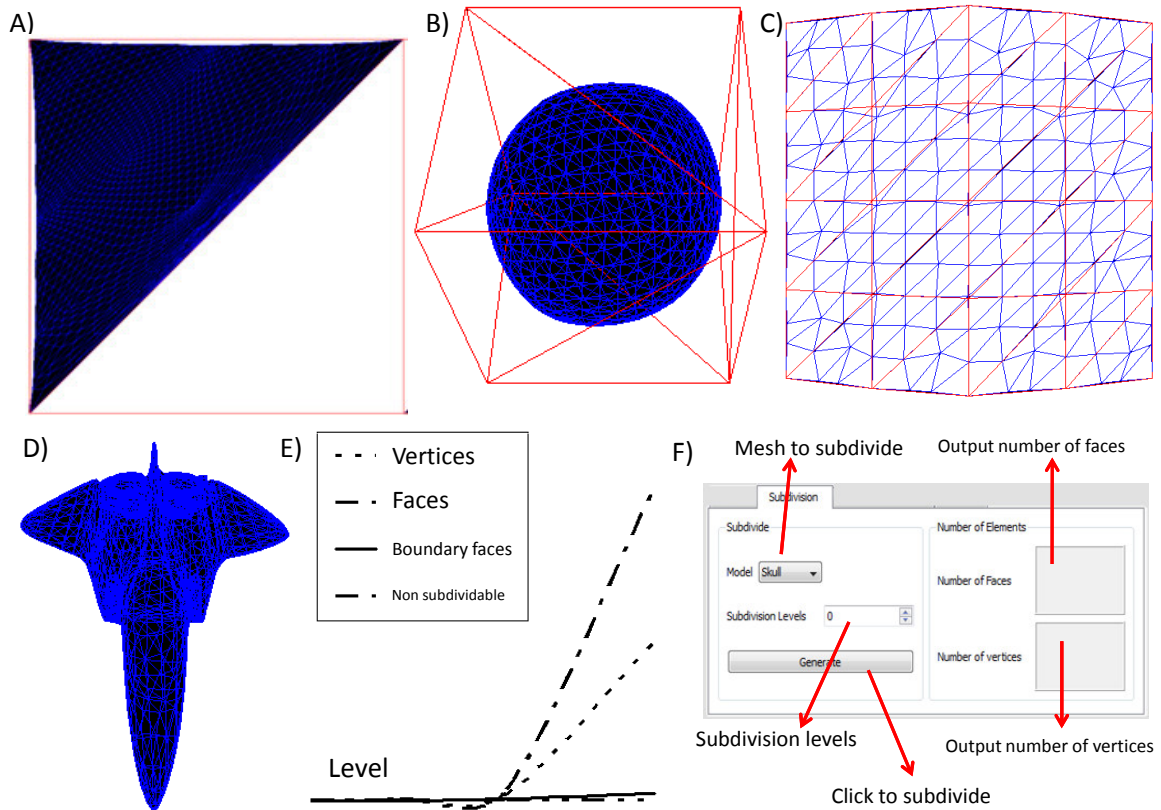 A)
B)
C)
D)
E)
Vertices
Faces
Boundary faces
Non subdividable
Level
F)
Mesh to subdivide
Output number of faces
Subdivision
Subdivide
Number of Elements
Model
Skull
Number of Faces
Subdivision Levels
0
Generate
Number of vertices
Subdivision levels
Output number of vertices
Click to subdivide